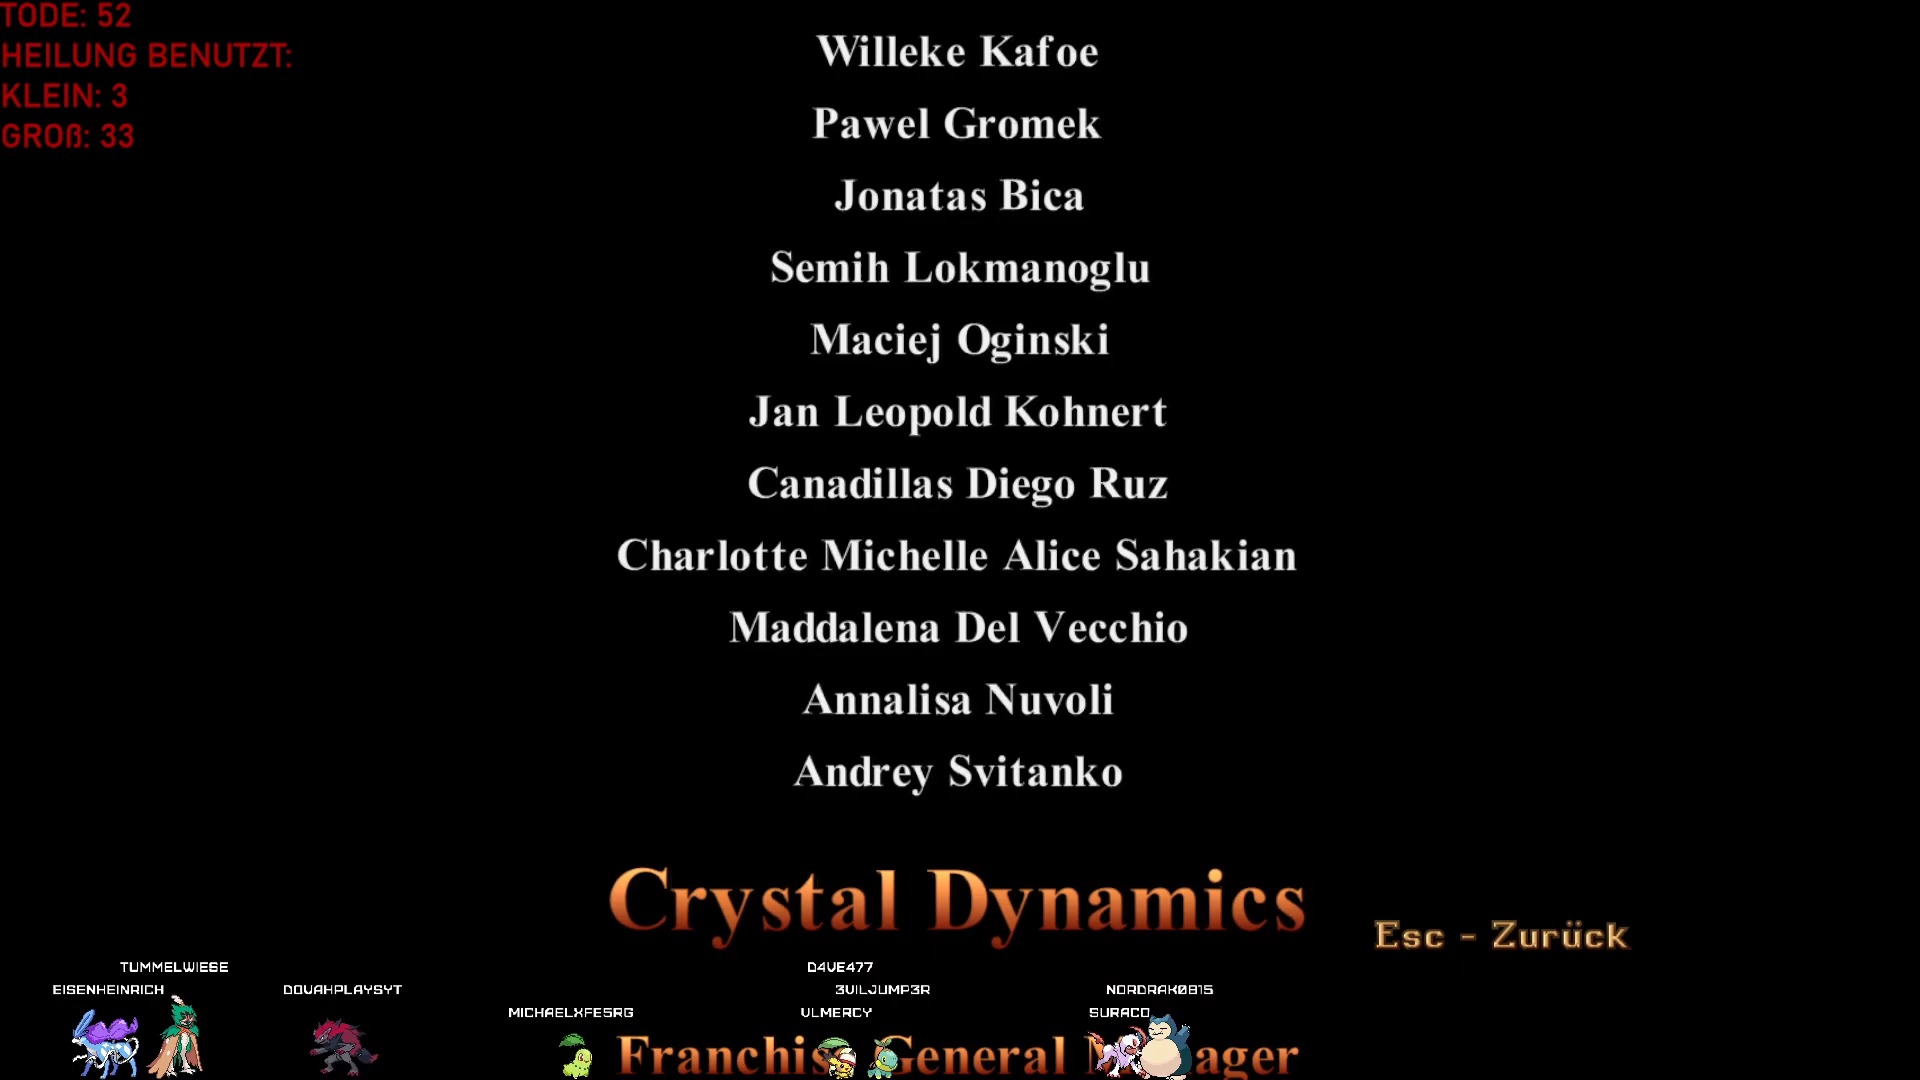 TODE: 52
HEILUNG BENUTZT:
KLEIN: 3
GROß: 33
Willeke Kafoe
Pawel Gromek
Jonatas Bica
Semih Lokmanoglu
Maciej Oginski
Jan Leopold Kohnert
Canadillas Diego Ruz
Charlotte Michelle Alice Sahakian
Maddalena Del Vecchio
Annalisa Nuvoli
Andrey Svitanko
Crystal Dynamics
Esc - Zurück
TUMMELWIESE
D4VE477
EISENHEINRICH
DOVAHPLAYSYT
3VILJUMP3R
NORDRAK0815
MICHAELXFESRG
VLMERCY
SURACO
General